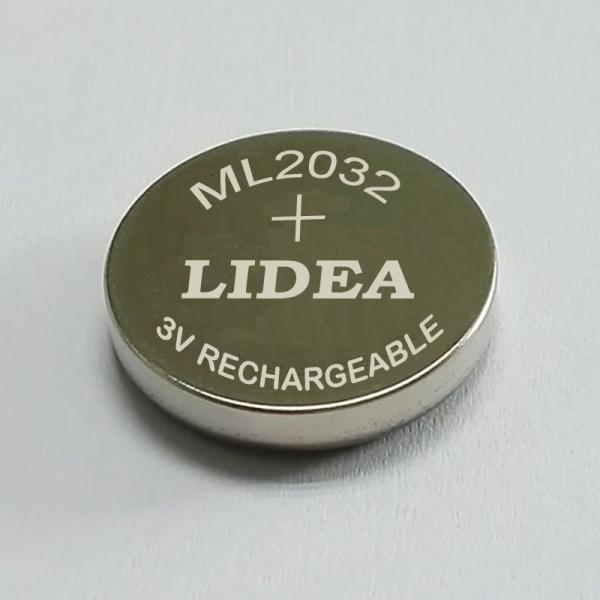 ML2032
+
LIDEA
3V RECHARGEABLE